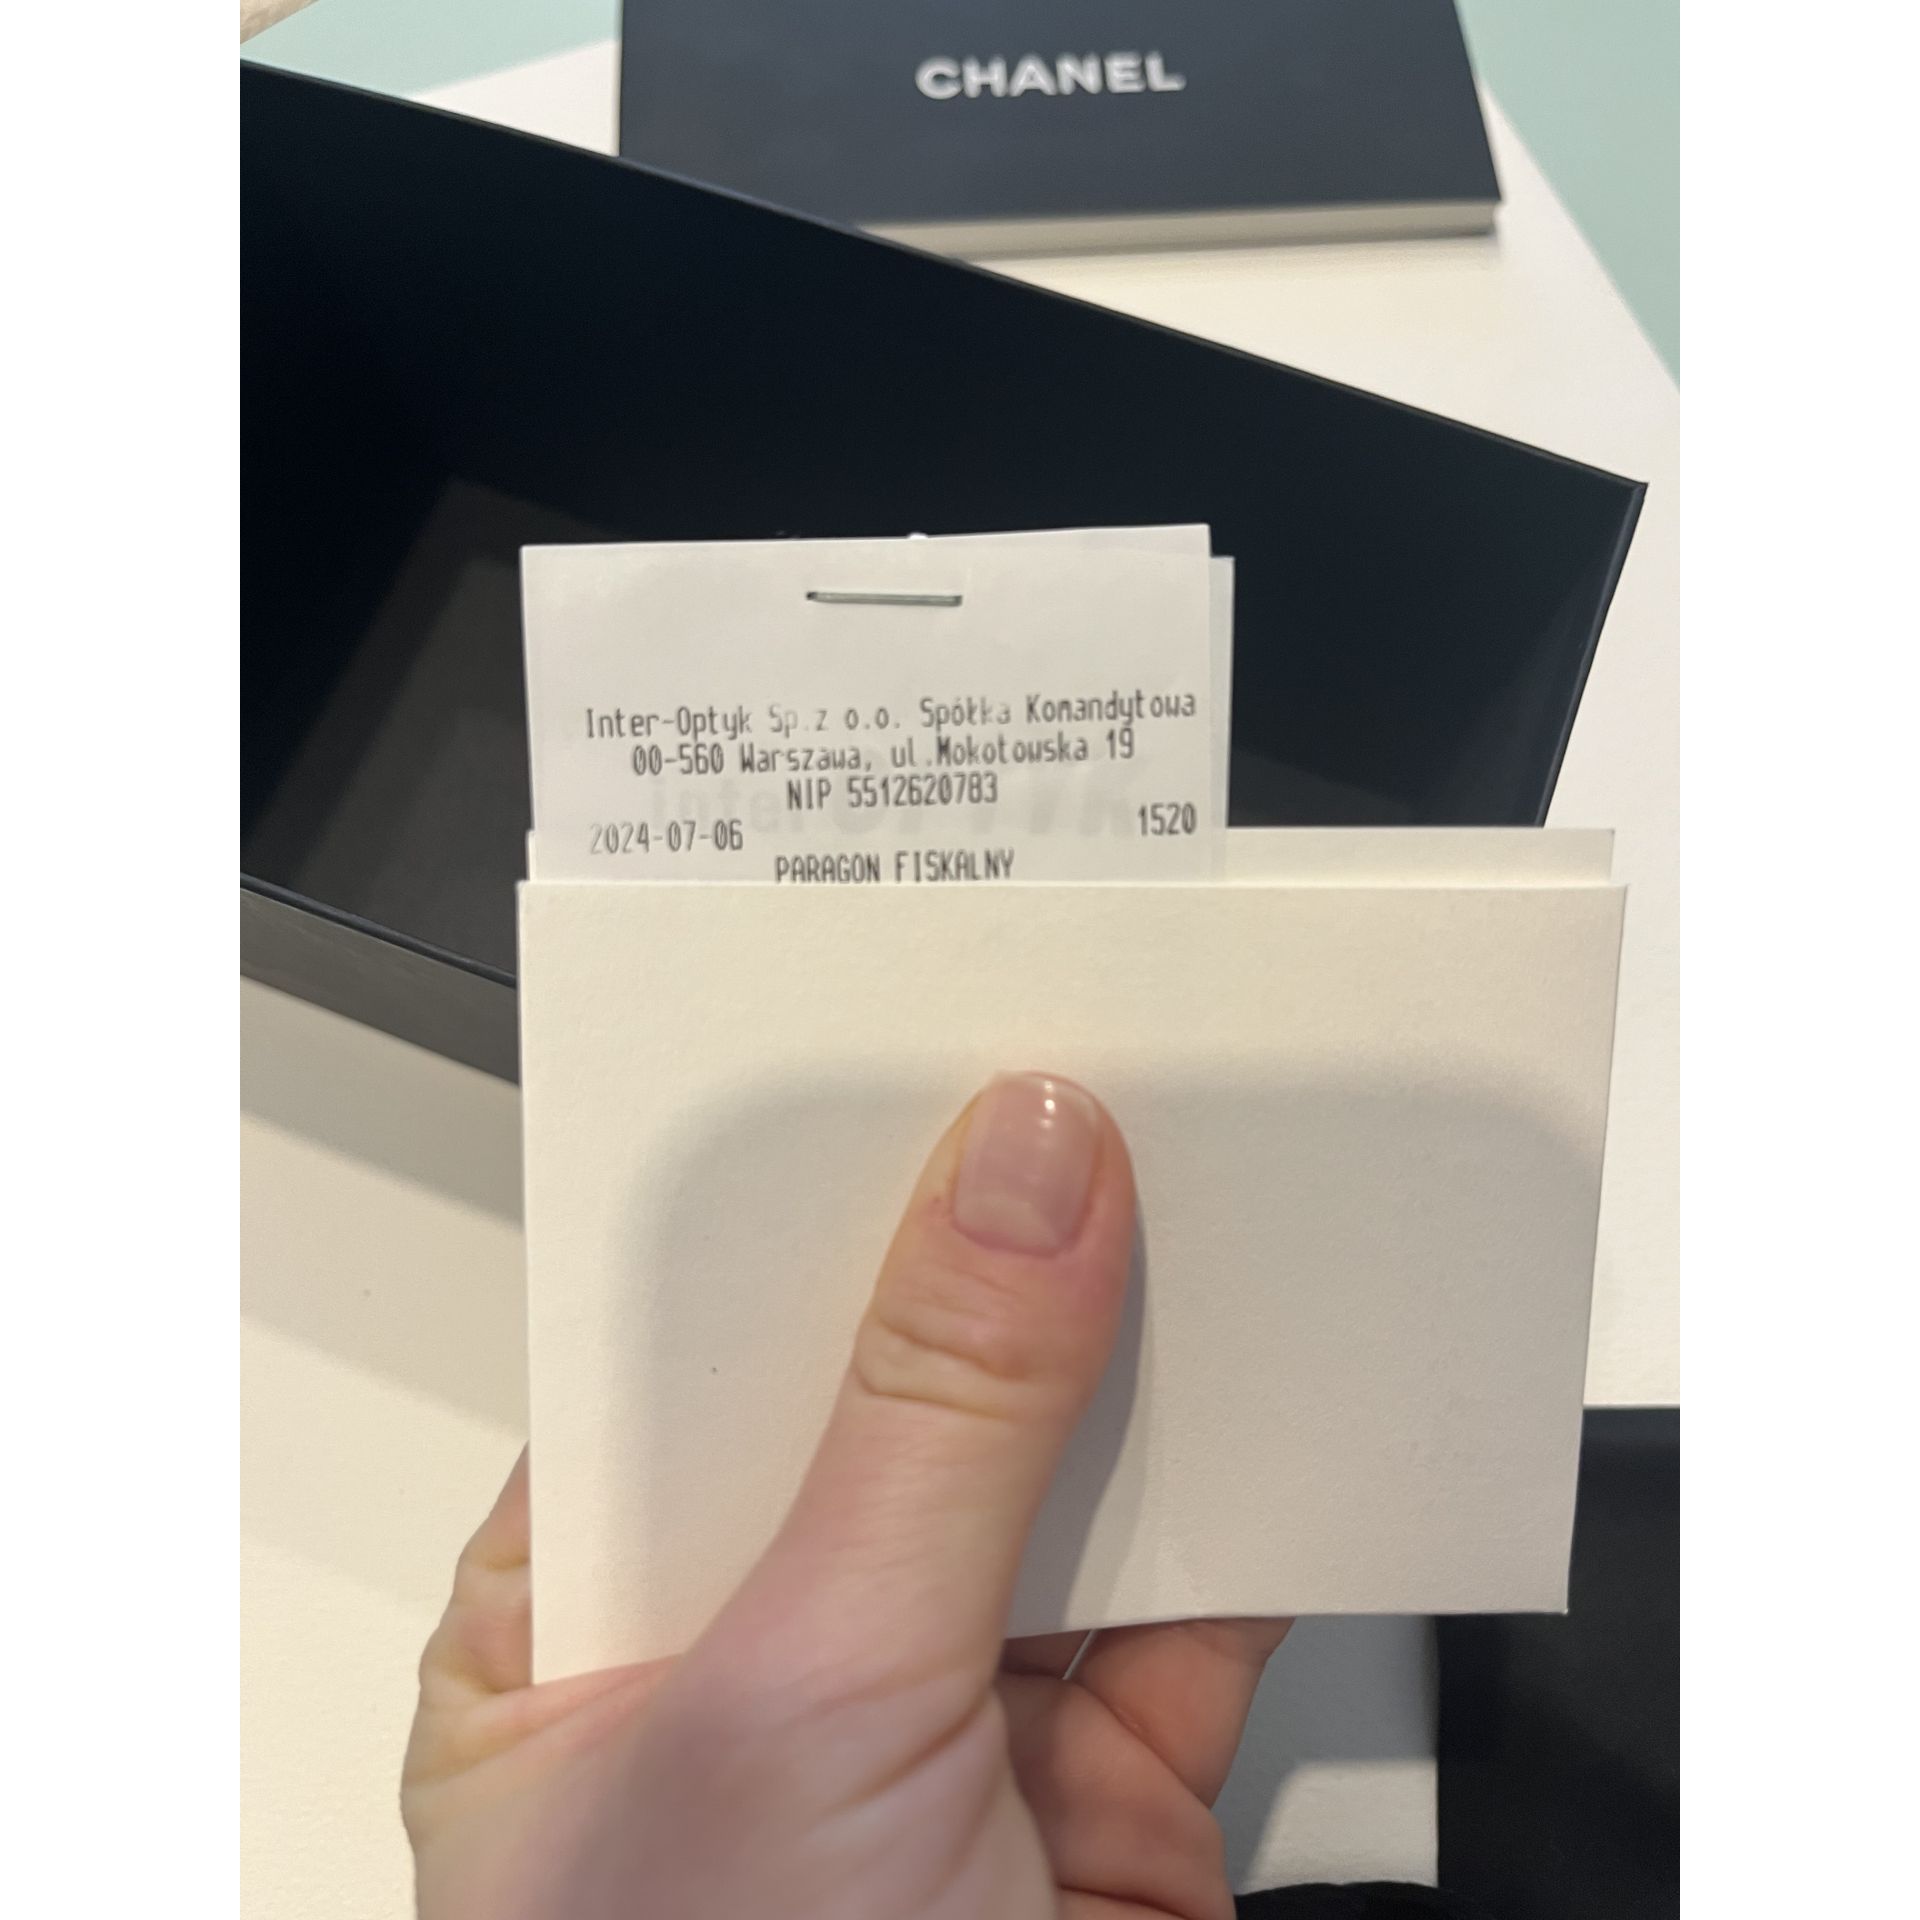 CHANEL
Inter-Optyk Sp.z o.o. Spółka Komandytowa
00-560 Warszawa, ul.Mokotowska 19
NIP 5512620783
2024-07-06 1520
PARAGON FISKALNY